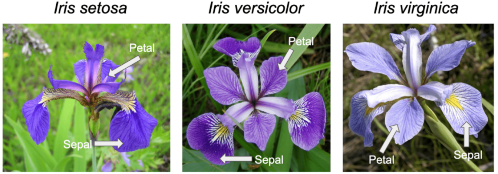 Iris setosa
Iris versicolor
Iris virginica
Petal
Sepal
Petal
Sepal
Petal
Sepal